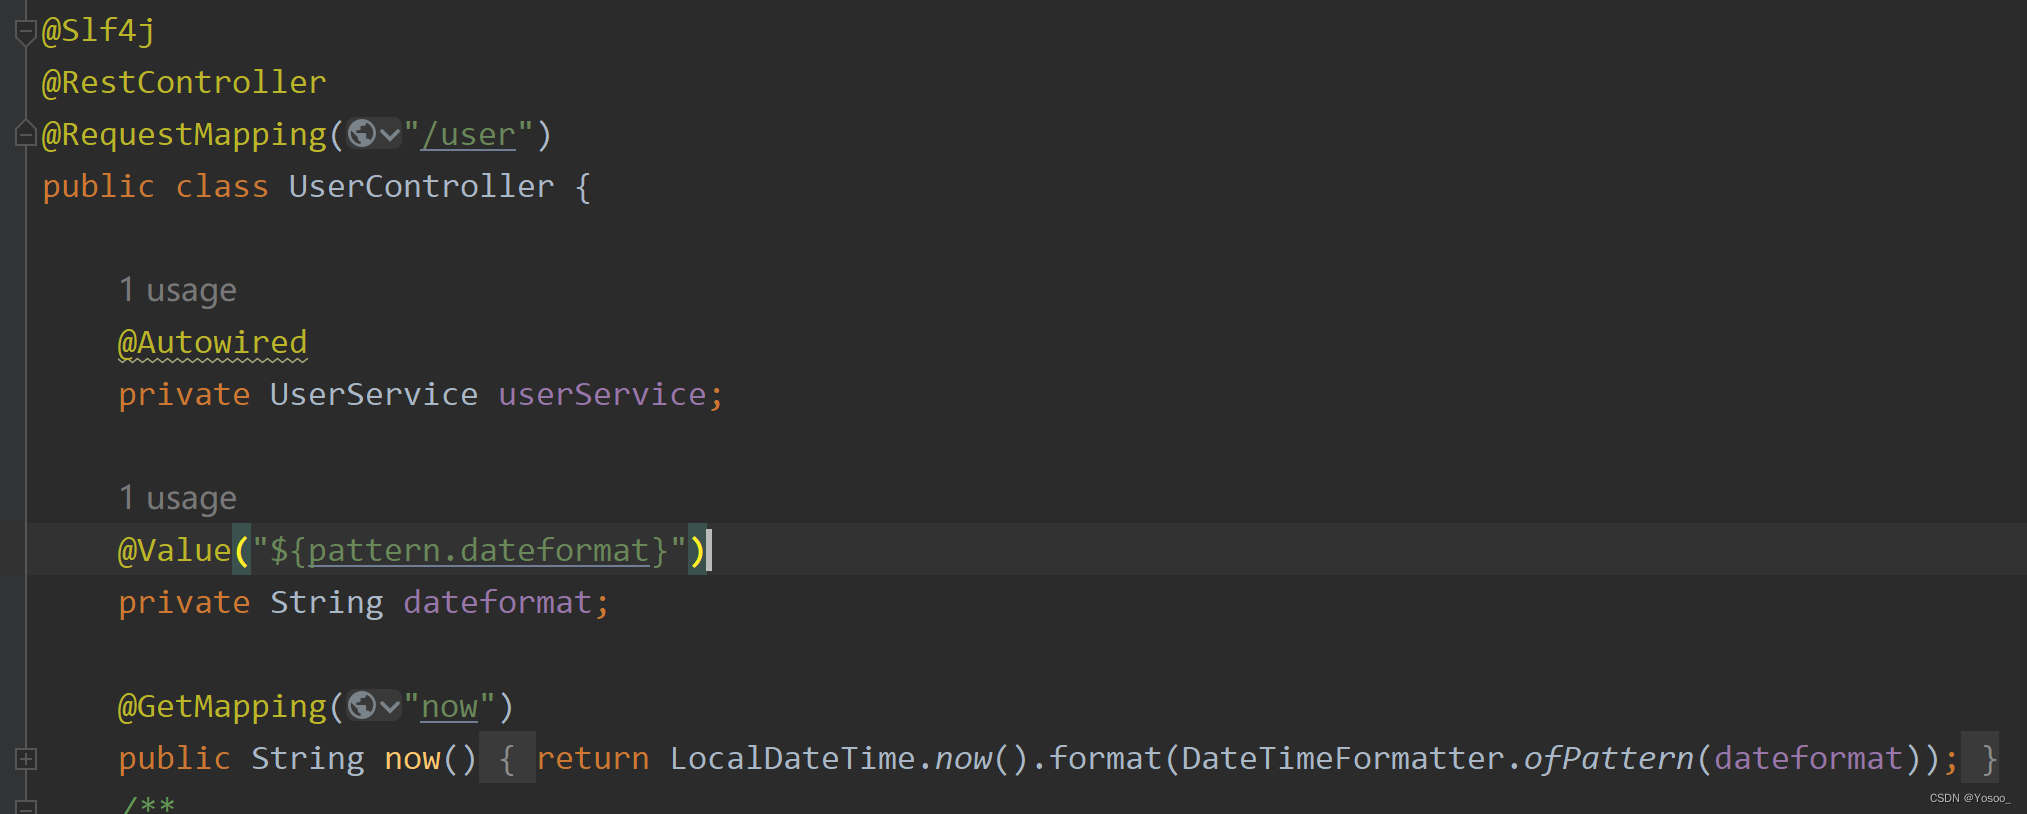 @Slf4j
@RestController
@RequestMapping("/user")
public class UserController {
1 usage
@Autowired
private UserService userService;
1 usage
@Value("${pattern.dateformat}")
private String dateformat;
@GetMapping("now")
public String now() { return LocalDateTime.now().format(DateTimeFormatter.ofPattern(dateformat)); }
/**
CSDN @Yosoo_